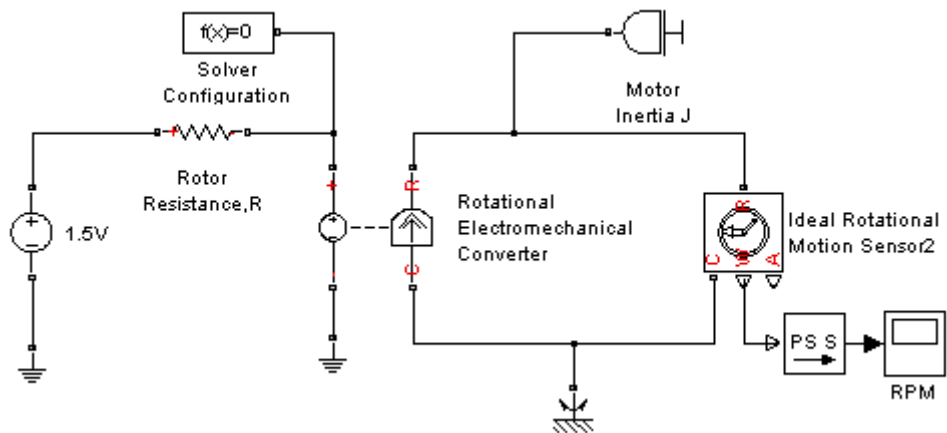 f(x)=0
Solver
Configuration
Motor
Inertia J
+
-
Rotor
Resistance,R
1.5V
+
-
R
C
Rotational
Electromechanical
Converter
R
C
W
A
Ideal Rotational
Motion Sensor2
PS S
RPM